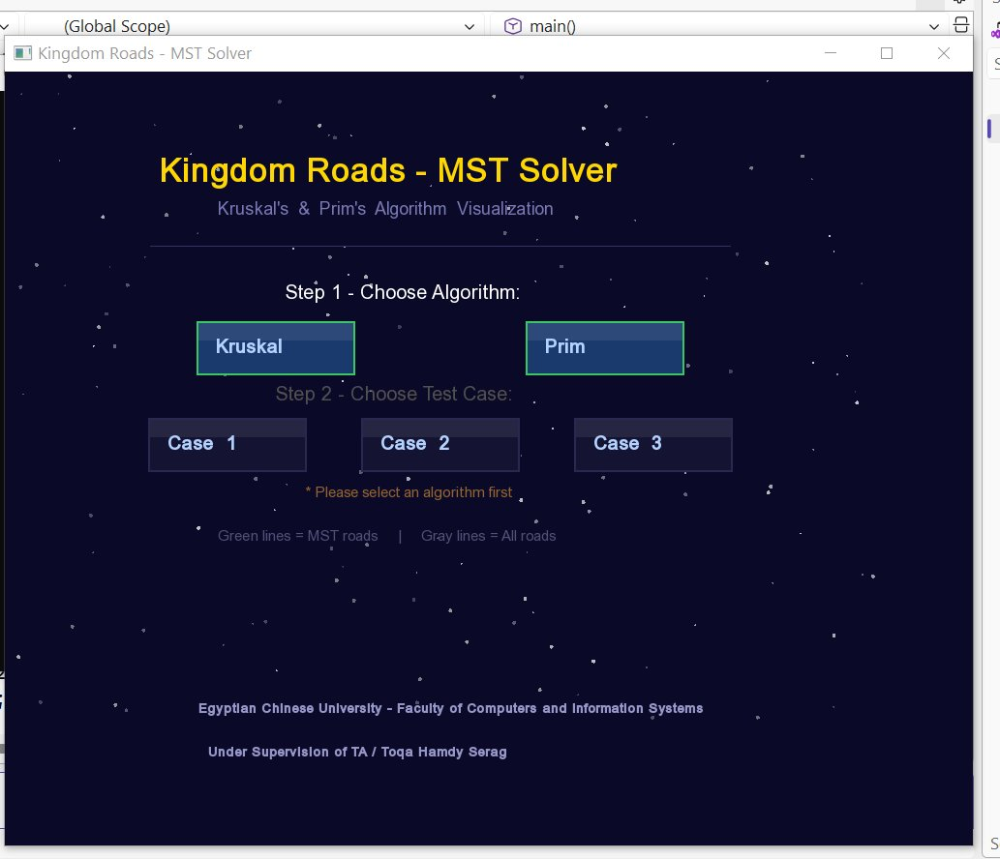 (Global Scope) main()
Kingdom Roads - MST Solver
Kingdom Roads - MST Solver
Kruskal's & Prim's Algorithm Visualization
Step 1 - Choose Algorithm:
Kruskal Prim
Step 2 - Choose Test Case:
Case 1 Case 2 Case 3
* Please select an algorithm first
Green lines = MST roads | Gray lines = All roads
Egyptian Chinese University - Faculty of Computers and Information Systems
Under Supervision of TA / Toqa Hamdy Serag